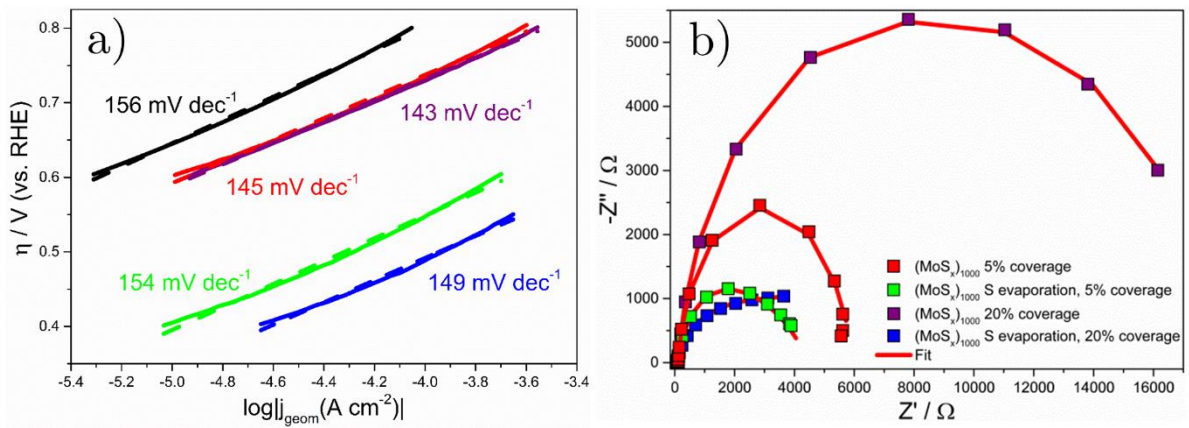 a)
156 mV dec⁻¹
143 mV dec⁻¹
145 mV dec⁻¹
154 mV dec⁻¹
149 mV dec⁻¹
η / V (vs. RHE)
0.8
0.7
0.6
0.5
0.4
-5.4 -5.2 -5.0 -4.8 -4.6 -4.4 -4.2 -4.0 -3.8 -3.6 -3.4
log|j_geom(A cm⁻²)|
b)
-Z'' / Ω
5000
4000
3000
2000
1000
0
(MoSₓ)₁₀₀₀ 5% coverage
(MoSₓ)₁₀₀₀ S evaporation, 5% coverage
(MoSₓ)₁₀₀₀ 20% coverage
(MoSₓ)₁₀₀₀ S evaporation, 20% coverage
Fit
0 2000 4000 6000 8000 10000 12000 14000 16000
Z' / Ω